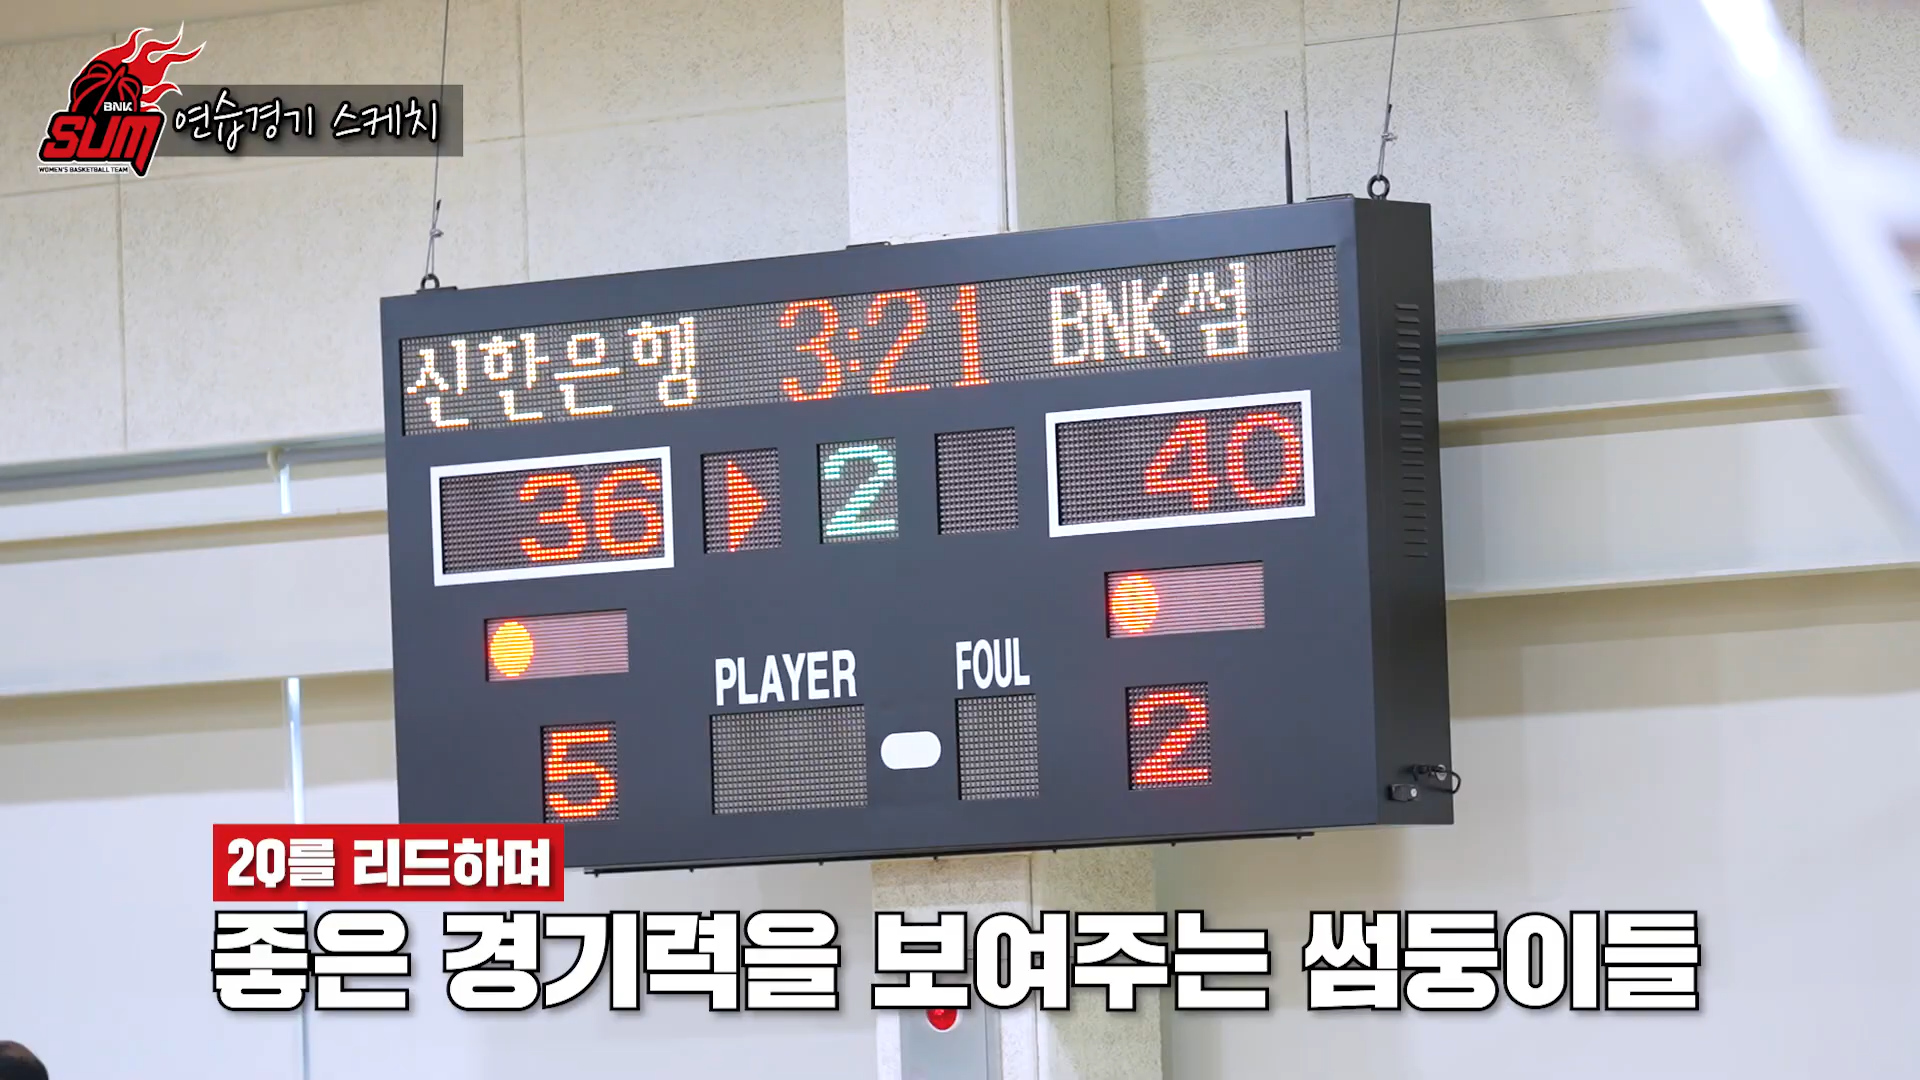 BNK
SUM
WOMEN'S BASKETBALL TEAM
연습경기 스케치
신한은행 3:21 BNK썸
36 2 40
PLAYER FOUL
5 2
2Q를 리드하며
좋은 경기력을 보여주는 썸둥이들